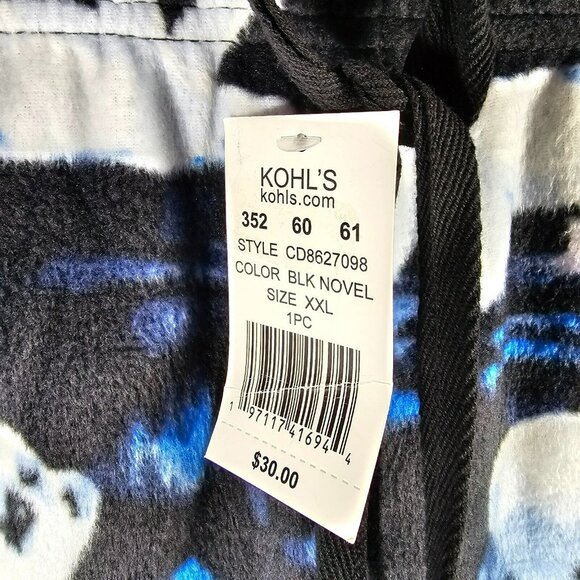 KOHL'S
kohls.com
352 60 61
STYLE CD8627098
COLOR BLK NOVEL
SIZE XXL
1PC
1 97117 41694 4
$30.00